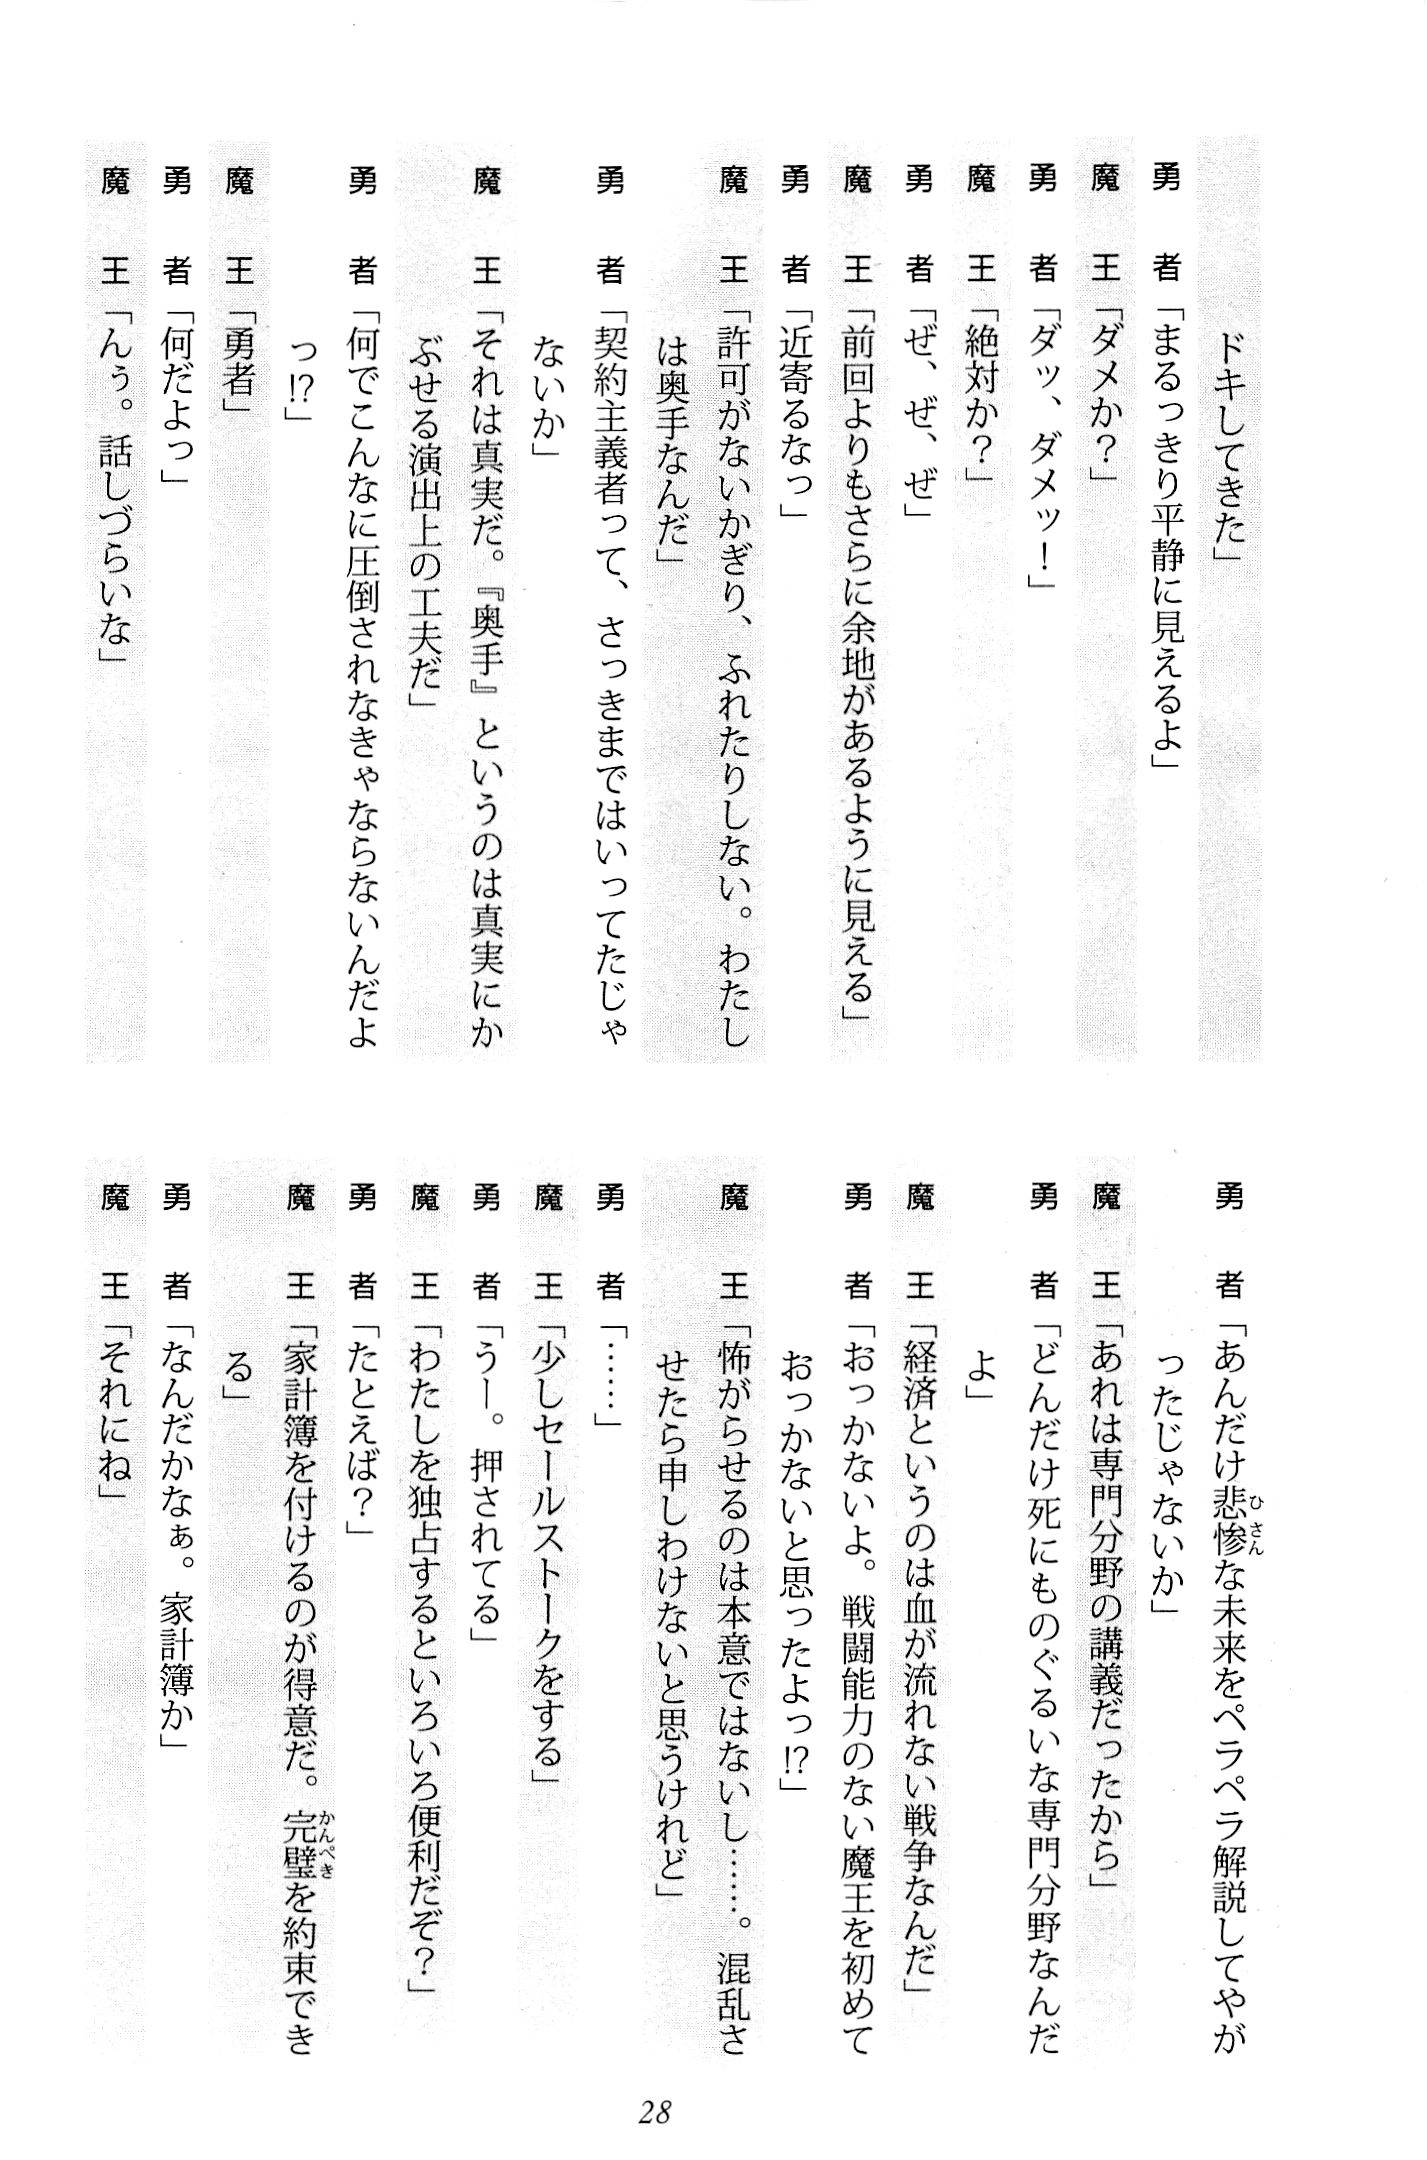 ドキしてきた」
勇　者「まるっきり平静に見えるよ」
魔　王「ダメか？」
勇　者「ダッ、ダメッ！」
魔　王「絶対か？」
勇　者「ぜ、ぜ、ぜ」
魔　王「前回よりもさらに余地があるように見える」
勇　者「近寄るなっ」
魔　王「許可がないかぎり、ふれたりしない。わたし
は奥手なんだ」
勇　者「契約主義者って、さっきまではいってたじゃ
ないか」
魔　王「それは真実だ。『奥手』というのは真実にか
ぶせる演出上の工夫だ」
勇　者「何でこんなに圧倒されなきゃならないんだよ
っ!?」
魔　王「勇者」
勇　者「何だよっ」
魔　王「んぅ。話しづらいな」
勇　者「あんだけ悲惨な未来をペラペラ解説してやが
ったじゃないか」
魔　王「あれは専門分野の講義だったから」
勇　者「どんだけ死にものぐるいな専門分野なんだ
よ」
魔　王「経済というのは血が流れない戦争なんだ」
勇　者「おっかないよ。戦闘能力のない魔王を初めて
おっかないと思ったよっ!?」
魔　王「怖がらせるのは本意ではないし……。混乱さ
せたら申しわけないと思うけれど」
勇　者「……」
魔　王「少しセールストークをする」
勇　者「うー。押されてる」
魔　王「わたしを独占するといろいろ便利だぞ？」
勇　者「たとえば？」
魔　王「家計簿を付けるのが得意だ。完璧を約束でき
る」
勇　者「なんだかなぁ。家計簿か」
魔　王「それにね」
28